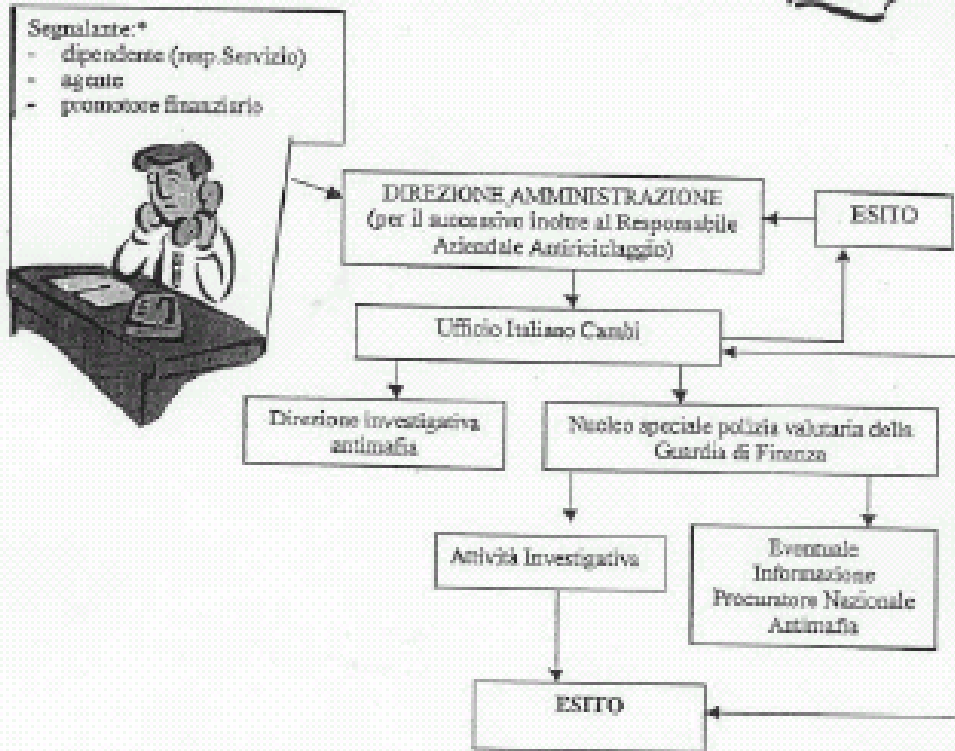 Segnalante:*
- dipendente (resp.Servizio)
- agente
- promotore finanziario
DIREZIONE AMMINISTRAZIONE
(per il successivo inoltre al Responsabile
Aziendale Antiriciclaggio)
ESITO
Ufficio Italiano Cambi
Direzione investigativa
antimafia
Nucleo speciale polizia valutaria della
Guardia di Finanza
Attività Investigativa
Eventuale
Informazione
Procuratore Nazionale
Antimafia
ESITO